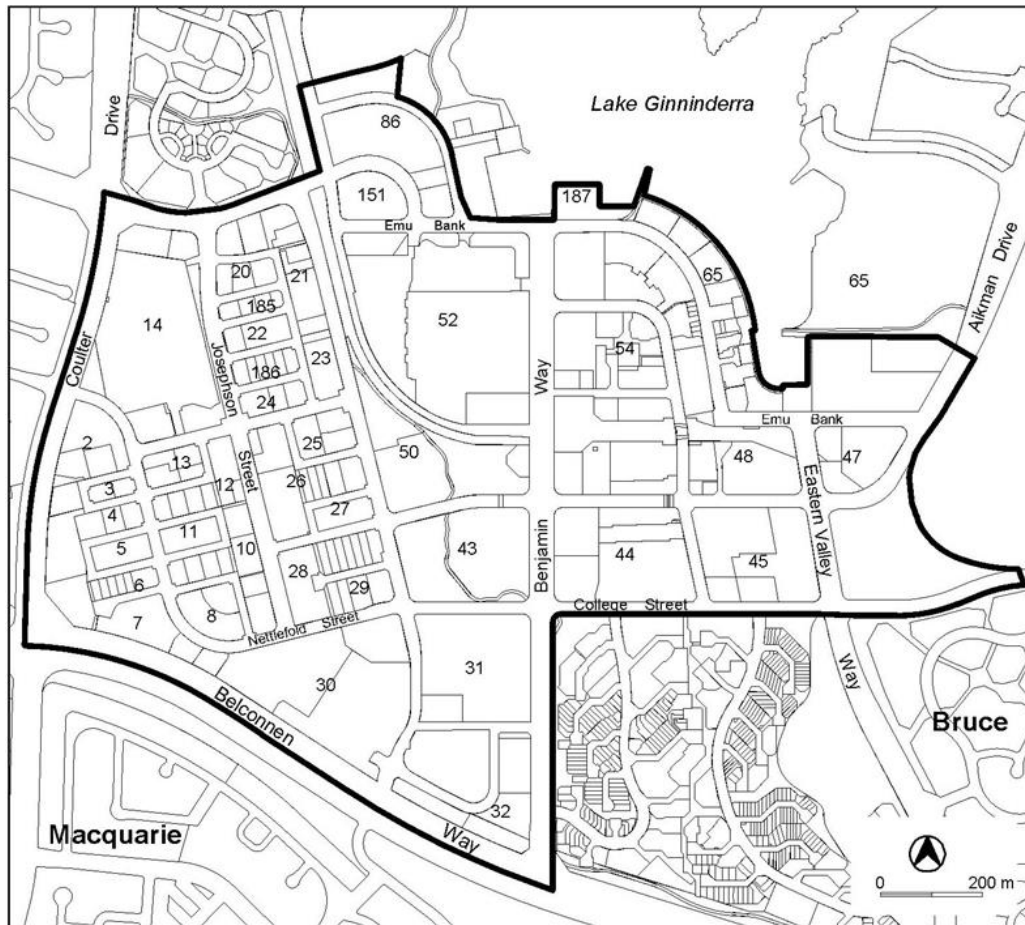 Lake Ginninderra
Drive
86
151
187
Emu Bank
20
21
65
65
185
Aikman Drive
14
22
52
Coulter
Josephson
23
54
Way
186
24
Emu Bank
2
25
13
50
48
47
3
12
Street
26
4
27
11
Eastern Valley
5
10
43
Benjamin
44
45
28
6
29
8
College Street
7
Nettlefold Street
31
30
Way
Belconnen
Bruce
32
Macquarie
Way
0 200 m